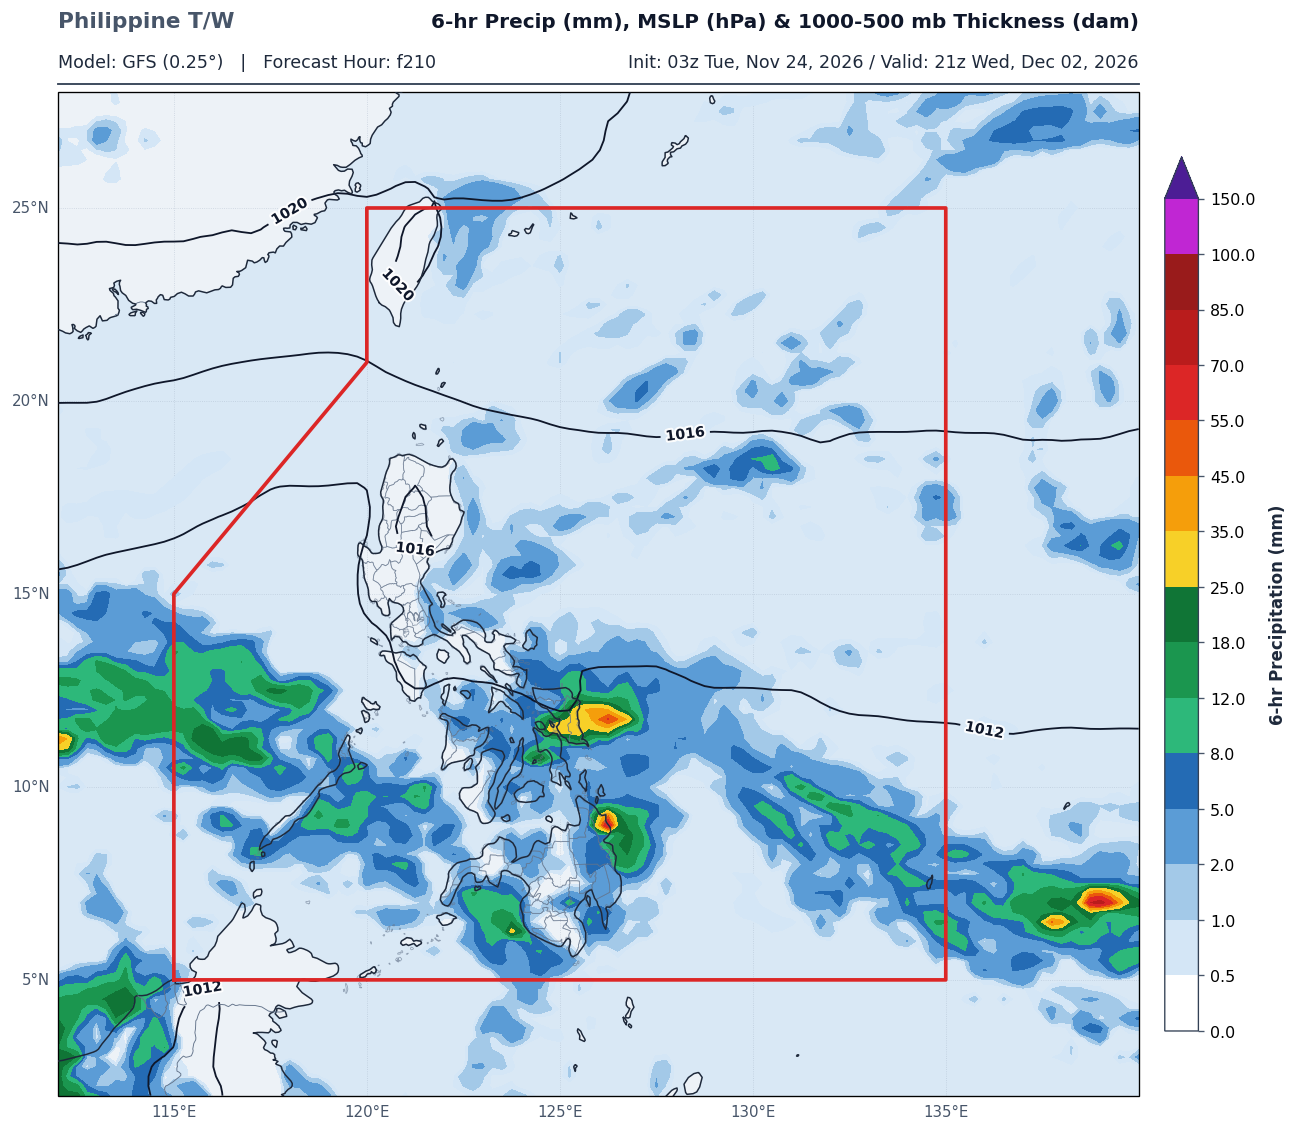 Philippine T/W
6-hr Precip (mm), MSLP (hPa) & 1000-500 mb Thickness (dam)
Model: GFS (0.25°) | Forecast Hour: f210
Init: 03z Tue, Nov 24, 2026 / Valid: 21z Wed, Dec 02, 2026
25°N
20°N
15°N
10°N
5°N
115°E
120°E
125°E
130°E
135°E
1020
1020
1016
1016
1012
1012
150.0
100.0
85.0
70.0
55.0
45.0
35.0
25.0
18.0
12.0
8.0
5.0
2.0
1.0
0.5
0.0
6-hr Precipitation (mm)